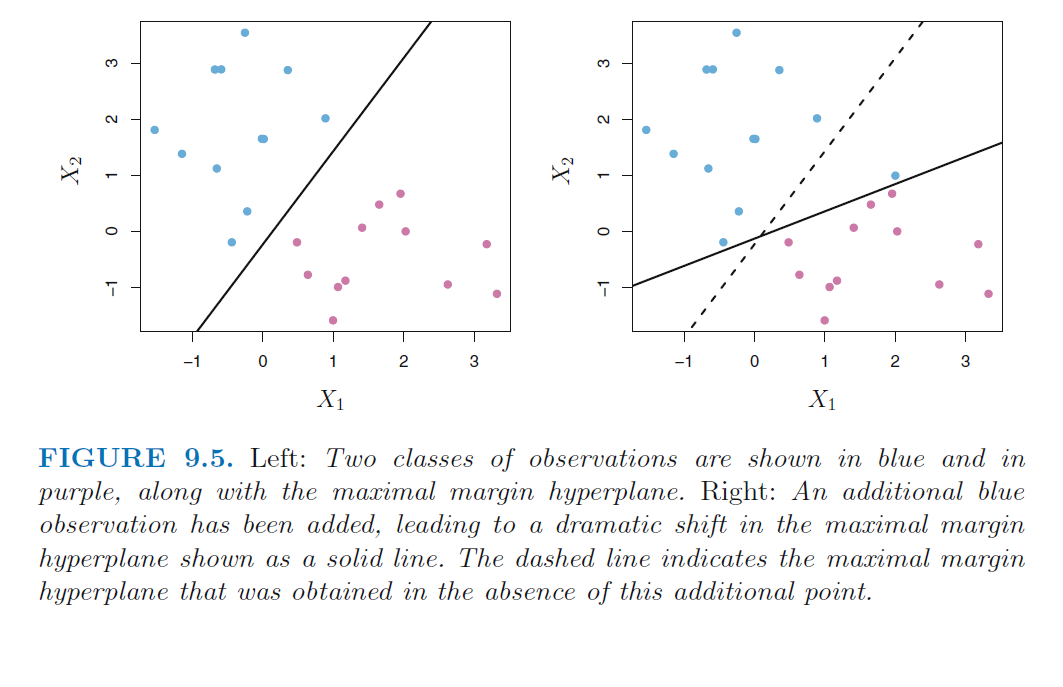 3
2
1
0
−1
X2
−1
0
1
2
3
X1
3
2
1
0
−1
X2
−1
0
1
2
3
X1
FIGURE 9.5. Left: Two classes of observations are shown in blue and in
purple, along with the maximal margin hyperplane. Right: An additional blue
observation has been added, leading to a dramatic shift in the maximal margin
hyperplane shown as a solid line. The dashed line indicates the maximal margin
hyperplane that was obtained in the absence of this additional point.